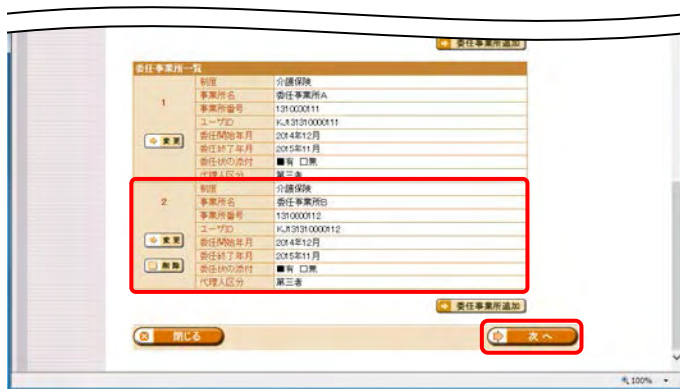 委任事業所追加
委任事業所一覧
1
変更
制度 介護保険
事業所名 委任事業所A
事業所番号 1310000111
ユーザID KJ131310000111
委任開始年月 2014年12月
委任終了年月 2015年11月
委任状の添付 ■有 □無
代理人区分 第三者
2
変更
削除
制度 介護保険
事業所名 委任事業所B
事業所番号 1310000112
ユーザID KJ131310000112
委任開始年月 2014年12月
委任終了年月 2015年11月
委任状の添付 ■有 □無
代理人区分 第三者
委任事業所追加
閉じる 次へ
100%